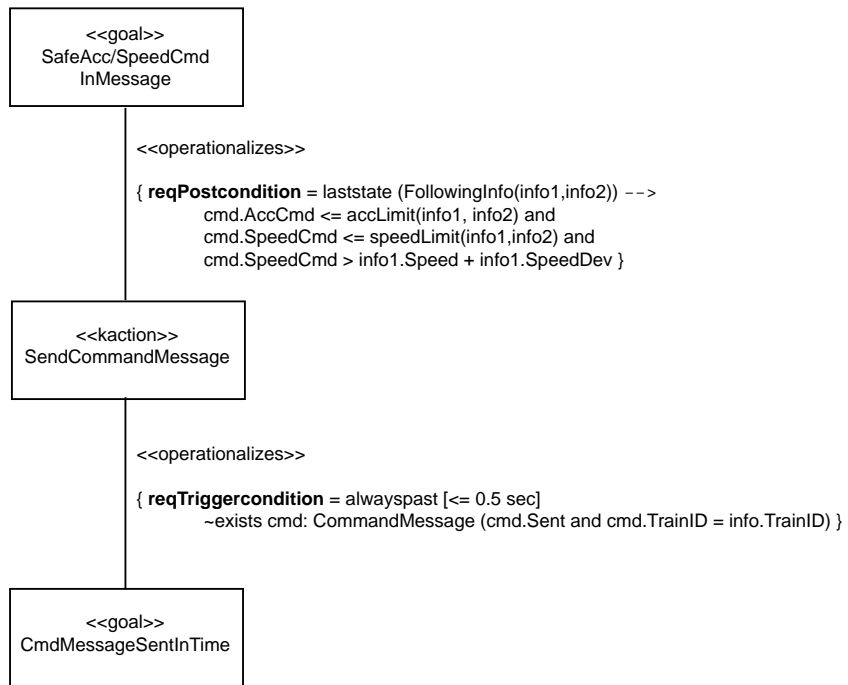 <<goal>>
SafeAcc/SpeedCmd
InMessage
<<operationalizes>>
{ reqPostcondition = laststate (FollowingInfo(info1,info2)) -->
cmd.AccCmd <= accLimit(info1, info2) and
cmd.SpeedCmd <= speedLimit(info1,info2) and
cmd.SpeedCmd > info1.Speed + info1.SpeedDev }
<<kaction>>
SendCommandMessage
<<operationalizes>>
{ reqTriggercondition = alwayspast [<= 0.5 sec]
~exists cmd: CommandMessage (cmd.Sent and cmd.TrainID = info.TrainID) }
<<goal>>
CmdMessageSentInTime